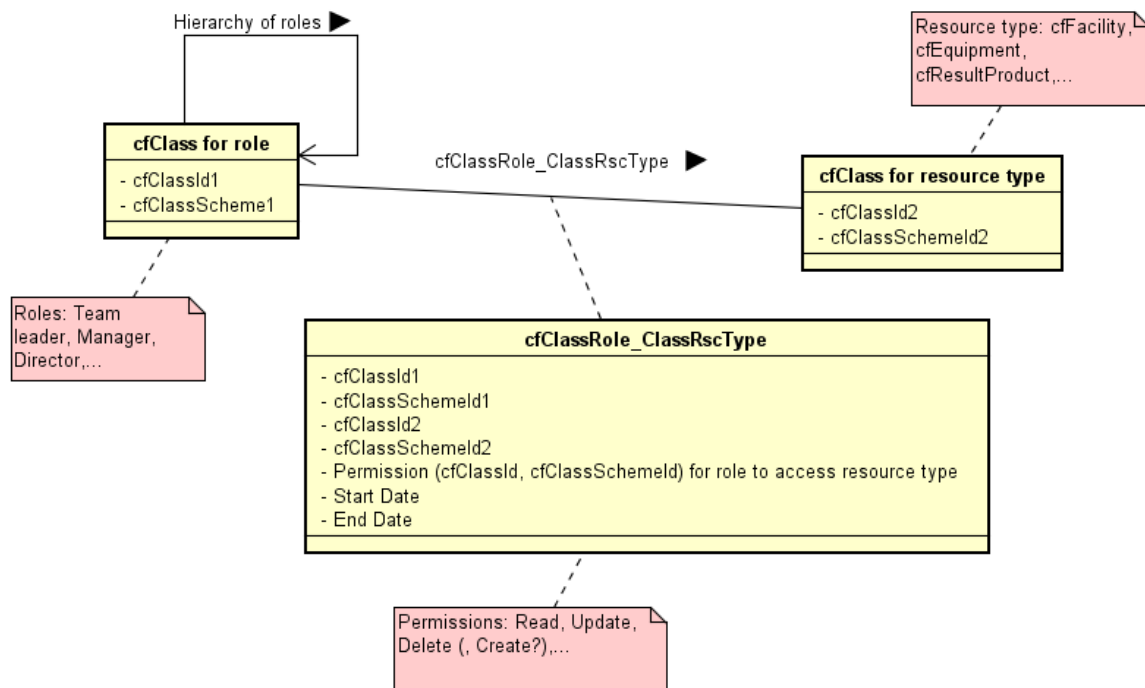 Hierarchy of roles
Resource type: cfFacility,
cfEquipment,
cfResultProduct,...
cfClass for role
- cfClassId1
- cfClassScheme1
cfClassRole_ClassRscType
cfClass for resource type
- cfClassId2
- cfClassSchemeId2
Roles: Team
leader, Manager,
Director,...
cfClassRole_ClassRscType
- cfClassId1
- cfClassSchemeId1
- cfClassId2
- cfClassSchemeId2
- Permission (cfClassId, cfClassSchemeId) for role to access resource type
- Start Date
- End Date
Permissions: Read, Update,
Delete (, Create?),...